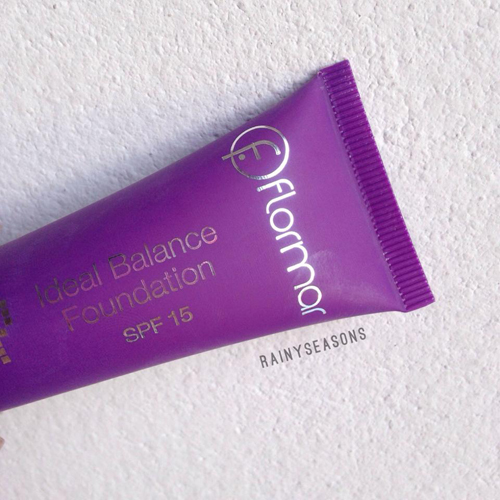 flormar
Ideal Balance
Foundation
SPF 15
RAINYSEASONS